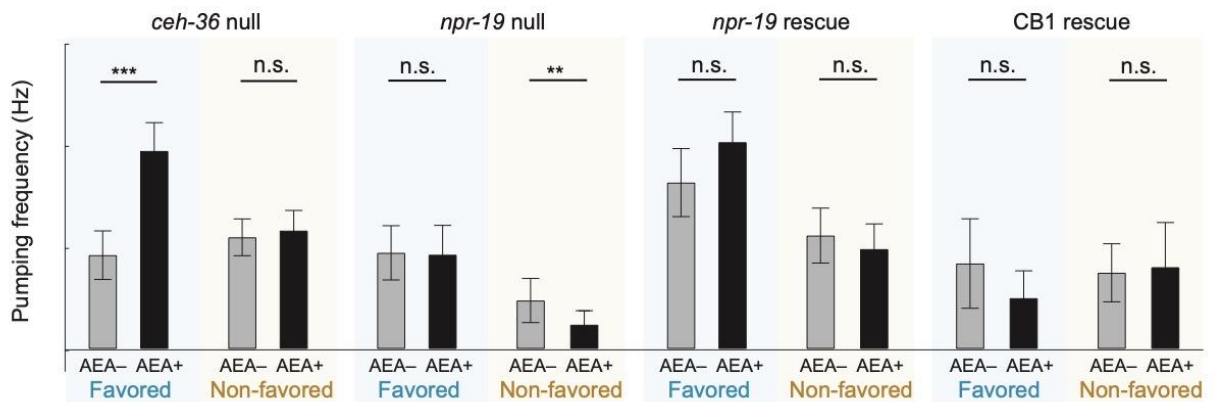 ceh-36 null npr-19 null npr-19 rescue CB1 rescue
*** n.s. n.s. ** n.s. n.s. n.s. n.s.
Pumping frequency (Hz)
AEA– AEA+ AEA– AEA+ AEA– AEA+ AEA– AEA+ AEA– AEA+ AEA– AEA+ AEA– AEA+ AEA– AEA+
Favored Non-favored Favored Non-favored Favored Non-favored Favored Non-favored